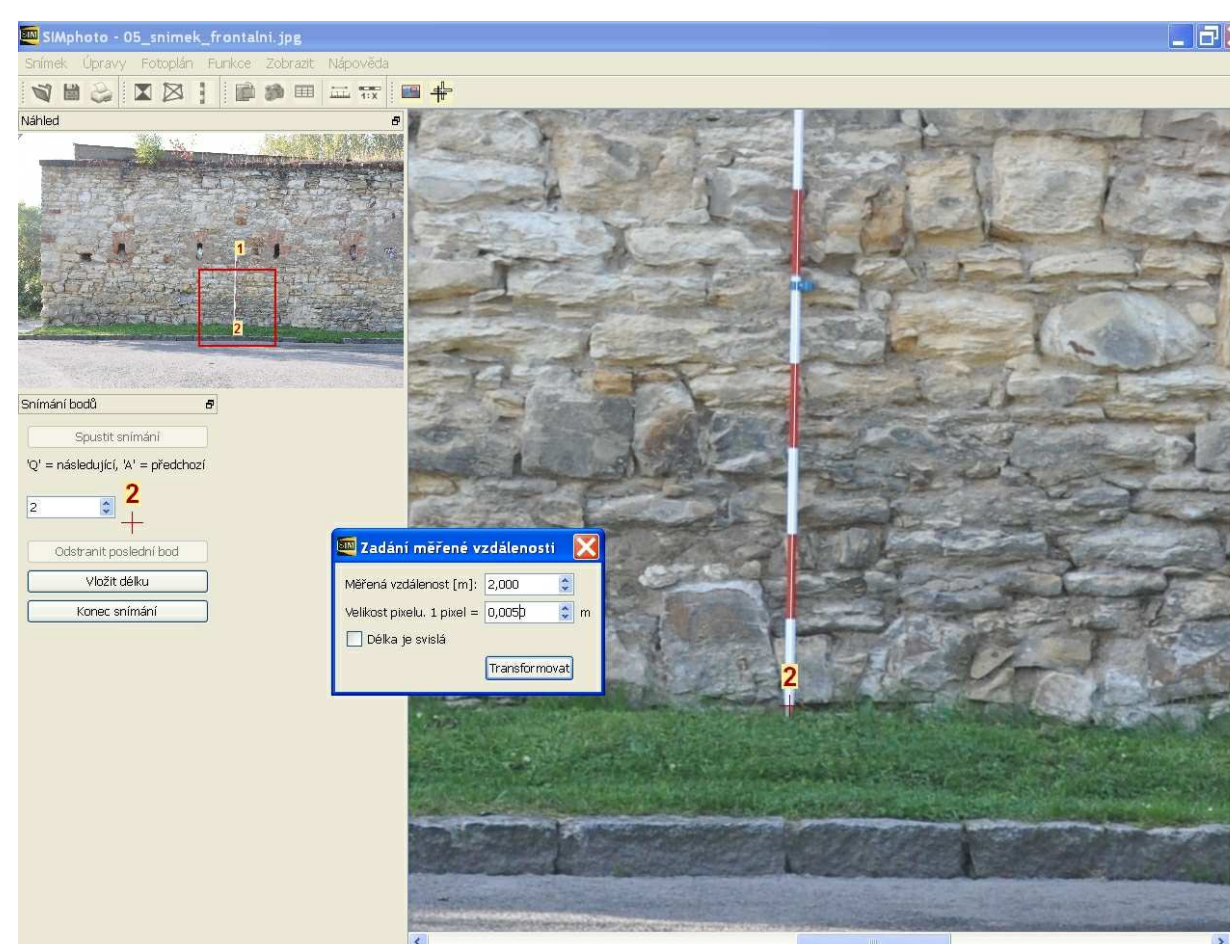 SIMphoto - 05_snimek_frontalni.jpg
Snímek Úpravy Fotoplán Funkce Zobrazit Nápověda
1:X
Náhled
1
2
Snímání bodů
Spustit snímání
'Q' = následující, 'A' = předchozí
2
2
Odstranit poslední bod
Vložit délku
Konec snímání
SIM Zadání měřené vzdálenosti
Měřená vzdálenost [m]: 2,000
Velikost pixelu. 1 pixel = 0,0050 m
Délka je svislá
Transformovat
2